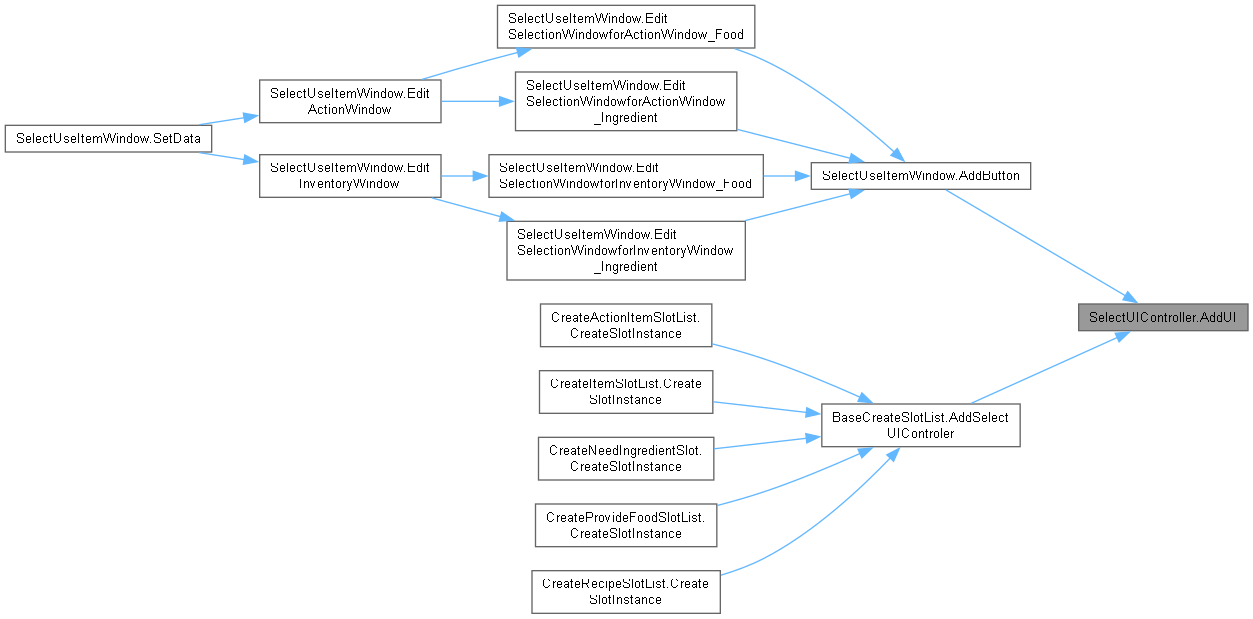 SelectUseItemWindow.Edit
SelectionWindowforActionWindow_Food
SelectUseItemWindow.Edit
SelectionWindowforActionWindow
_Ingredient
SelectUseItemWindow.Edit
ActionWindow
SelectUseItemWindow.SetData
SelectUseItemWindow.Edit
InventoryWindow
SelectUseItemWindow.Edit
SelectionWindowforInventoryWindow_Food
SelectUseItemWindow.AddButton
SelectUseItemWindow.Edit
SelectionWindowforInventoryWindow
_Ingredient
SelectUIController.AddUI
CreateActionItemSlotList.
CreateSlotInstance
CreateItemSlotList.Create
SlotInstance
BaseCreateSlotList.AddSelect
UIControler
CreateNeedIngredientSlot.
CreateSlotInstance
CreateProvideFoodSlotList.
CreateSlotInstance
CreateRecipeSlotList.Create
SlotInstance